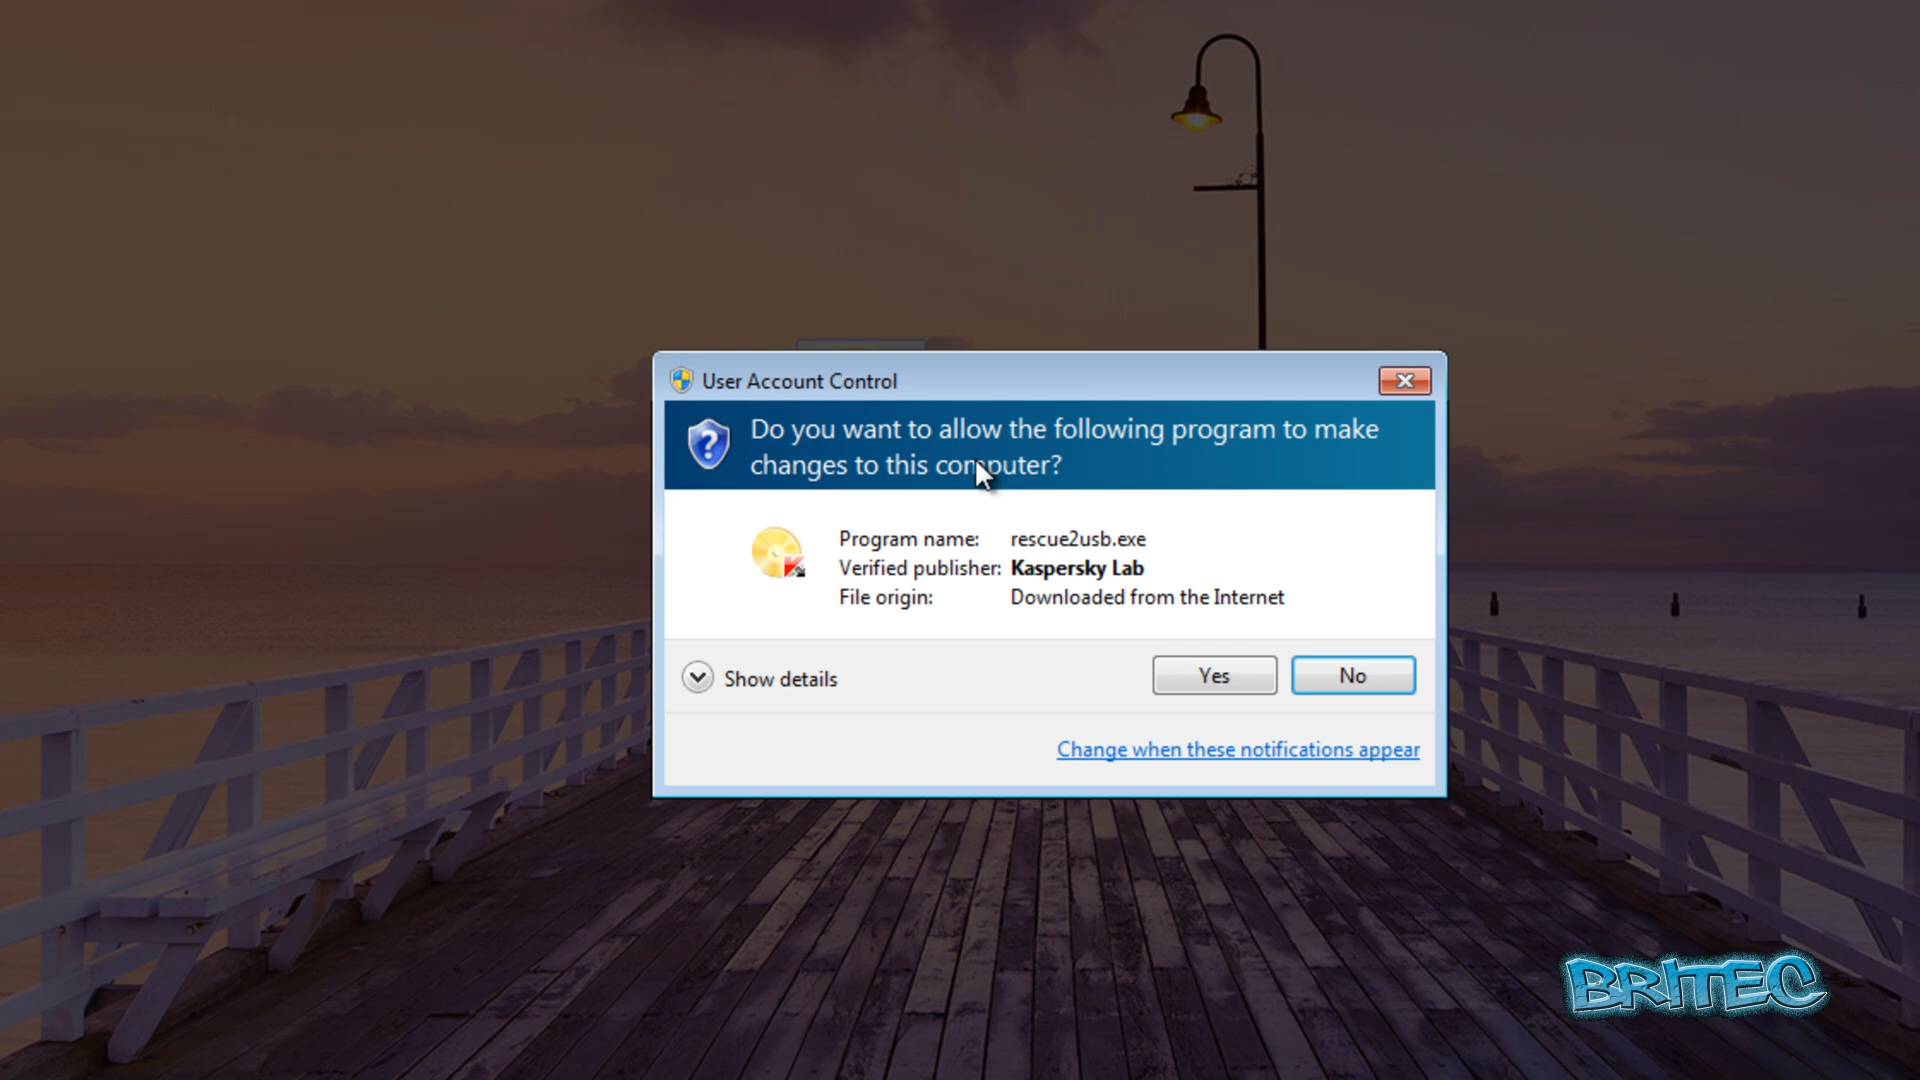 User Account Control
Do you want to allow the following program to make
changes to this computer?
Program name: rescue2usb.exe
Verified publisher: Kaspersky Lab
File origin: Downloaded from the Internet
Show details
Yes
No
Change when these notifications appear
BRITEC